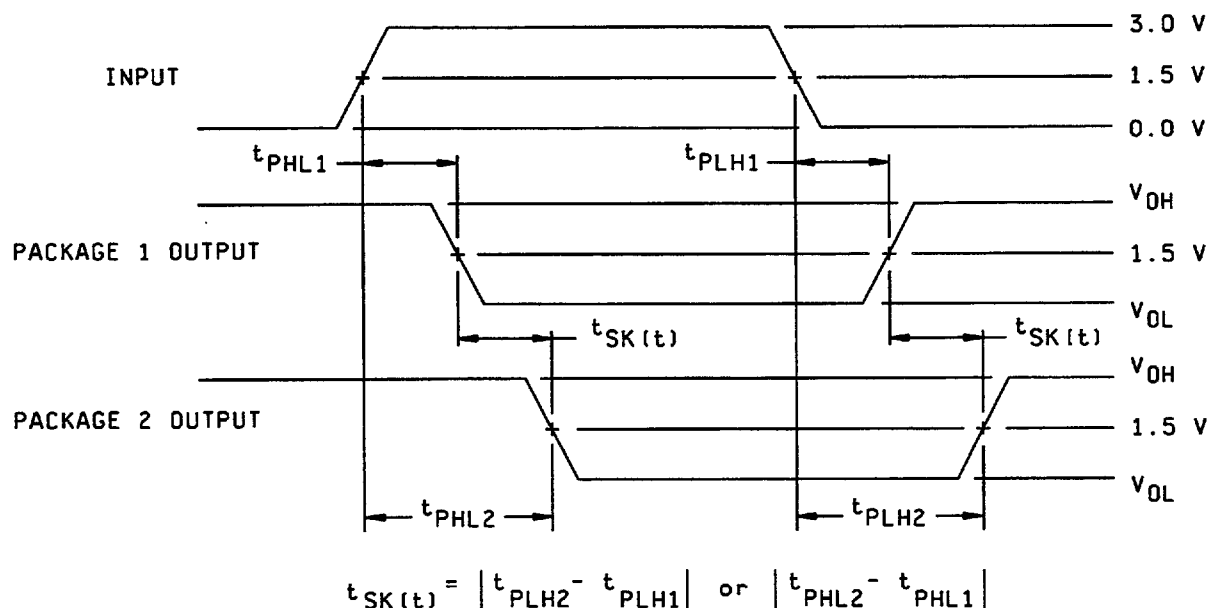 3.0 V
INPUT
1.5 V
0.0 V
tPHL1
tPLH1
VOH
PACKAGE 1 OUTPUT
1.5 V
VOL
tSK(t)
tSK(t)
VOH
PACKAGE 2 OUTPUT
1.5 V
VOL
tPHL2
tPLH2
tSK(t) = |tPLH2 - tPLH1| or |tPHL2 - tPHL1|